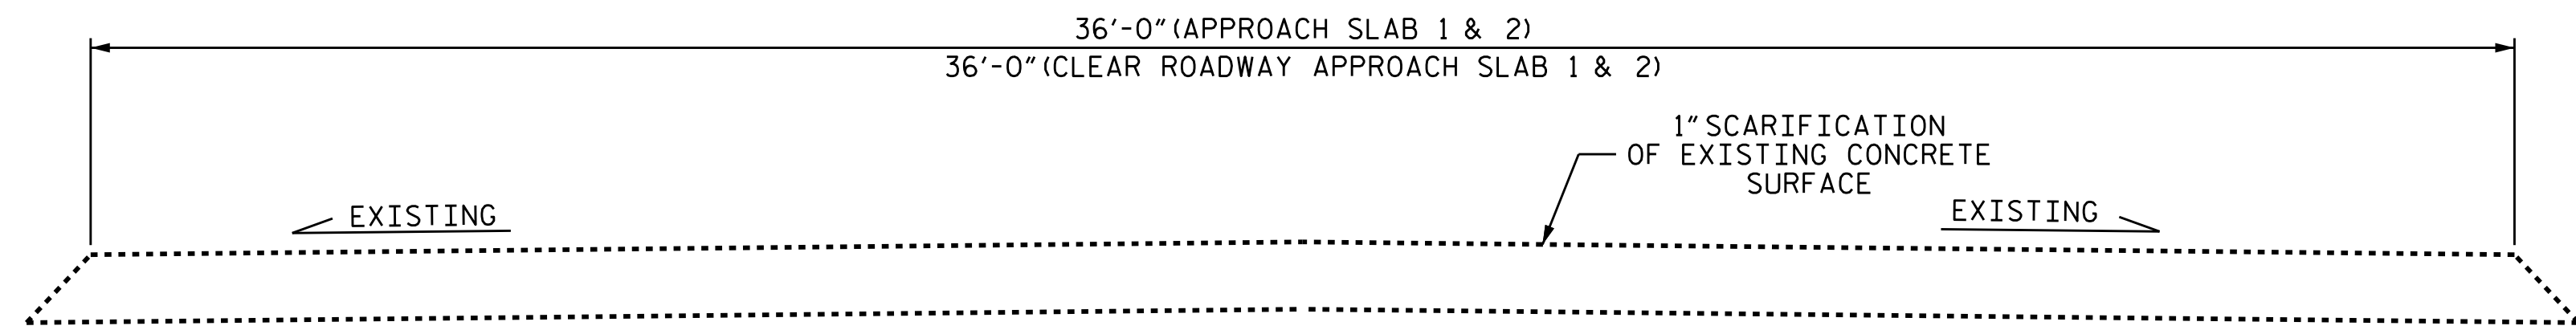 36'-0"(APPROACH SLAB 1 & 2)
36'-0"(CLEAR ROADWAY APPROACH SLAB 1 & 2)
1"SCARIFICATION
OF EXISTING CONCRETE
SURFACE
EXISTING
EXISTING